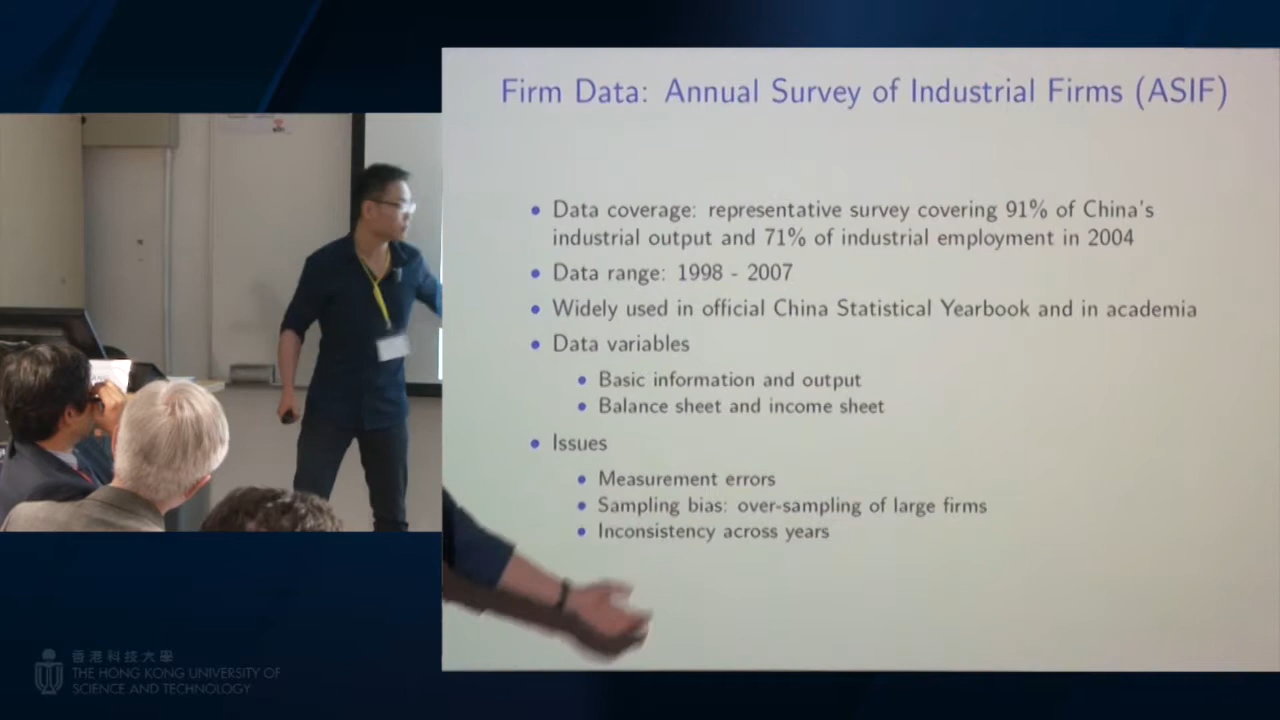 Firm Data: Annual Survey of Industrial Firms (ASIF)
• Data coverage: representative survey covering 91% of China's
industrial output and 71% of industrial employment in 2004
• Data range: 1998 - 2007
• Widely used in official China Statistical Yearbook and in academia
• Data variables
• Basic information and output
• Balance sheet and income sheet
• Issues
• Measurement errors
• Sampling bias: over-sampling of large firms
• Inconsistency across years
香港科技大學
THE HONG KONG UNIVERSITY OF
SCIENCE AND TECHNOLOGY